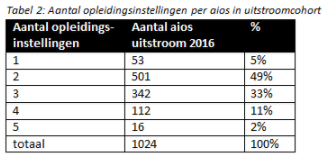 Tabel 2: Aantal opleidingsinstellingen per aios in uitstroomcohort
Aantal opleidings- Aantal aios %
instellingen uitstroom 2016
1 53 5%
2 501 49%
3 342 33%
4 112 11%
5 16 2%
totaal 1024 100%